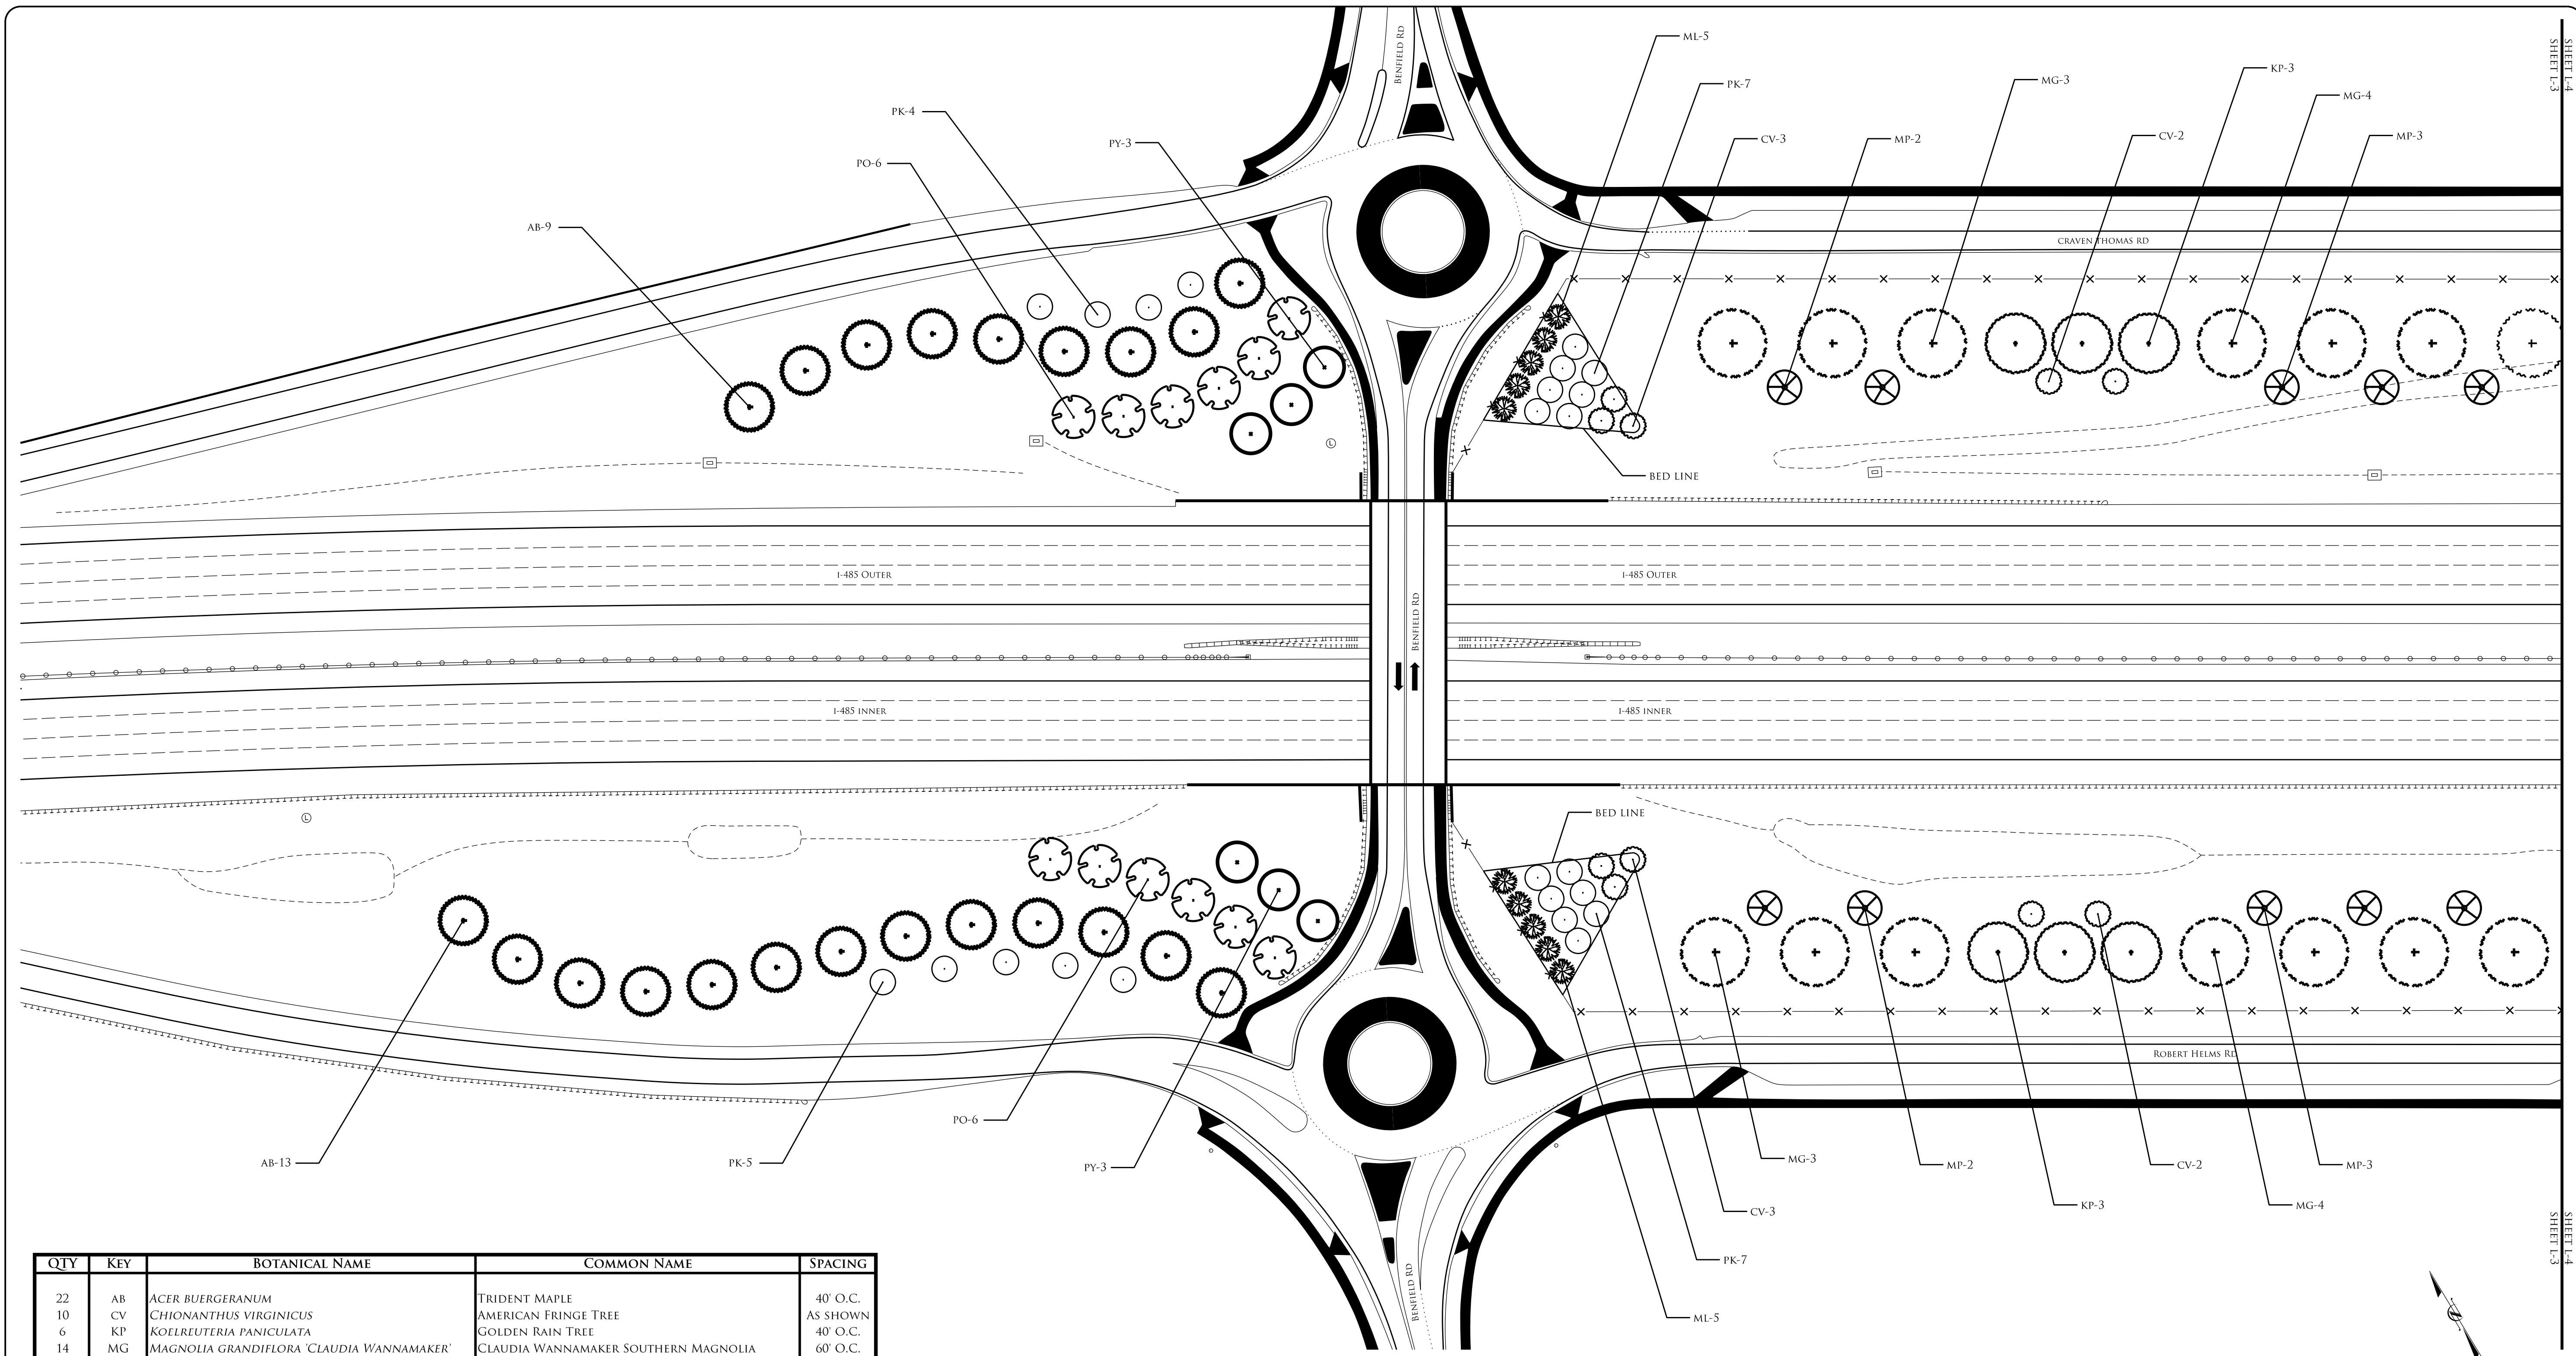 BENFIELD RD
ML-5
SHEET L-3
SHEET L-4
KP-3
MG-3
PK-7
MG-4
PK-4
CV-3
MP-2
CV-2
MP-3
PY-3
PO-6
AB-9
CRAVEN THOMAS RD
BED LINE
I-485 OUTER
I-485 OUTER
BENFIELD RD
I-485 INNER
I-485 INNER
L
L
BED LINE
ROBERT HELMS RD
PO-6
AB-13
PK-5
PY-3
MG-3
MP-2
CV-2
MP-3
CV-3
KP-3
MG-4
PK-7
ML-5
BENFIELD RD
SHEET L-3
SHEET L-4
N
QTY KEY BOTANICAL NAME COMMON NAME SPACING
22 AB ACER BUERGERANUM TRIDENT MAPLE 40' O.C.
10 CV CHIONANTHUS VIRGINICUS AMERICAN FRINGE TREE AS SHOWN
6 KP KOELREUTERIA PANICULATA GOLDEN RAIN TREE 40' O.C.
14 MG MAGNOLIA GRANDIFLORA 'CLAUDIA WANNAMAKER' CLAUDIA WANNAMAKER SOUTHERN MAGNOLIA 60' O.C.